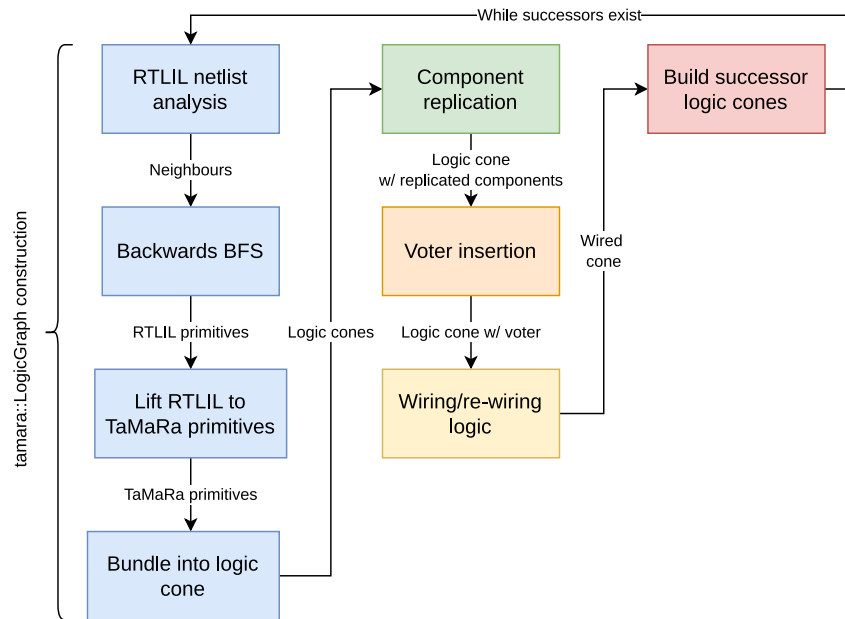 While successors exist
tamara::LogicGraph construction
RTLIL netlist
analysis
Neighbours
Backwards BFS
RTLIL primitives
Lift RTLIL to
TaMaRa primitives
TaMaRa primitives
Bundle into logic
cone
Logic cones
Component
replication
Logic cone
w/ replicated components
Voter insertion
Logic cone w/ voter
Wiring/re-wiring
logic
Wired
cone
Build successor
logic cones